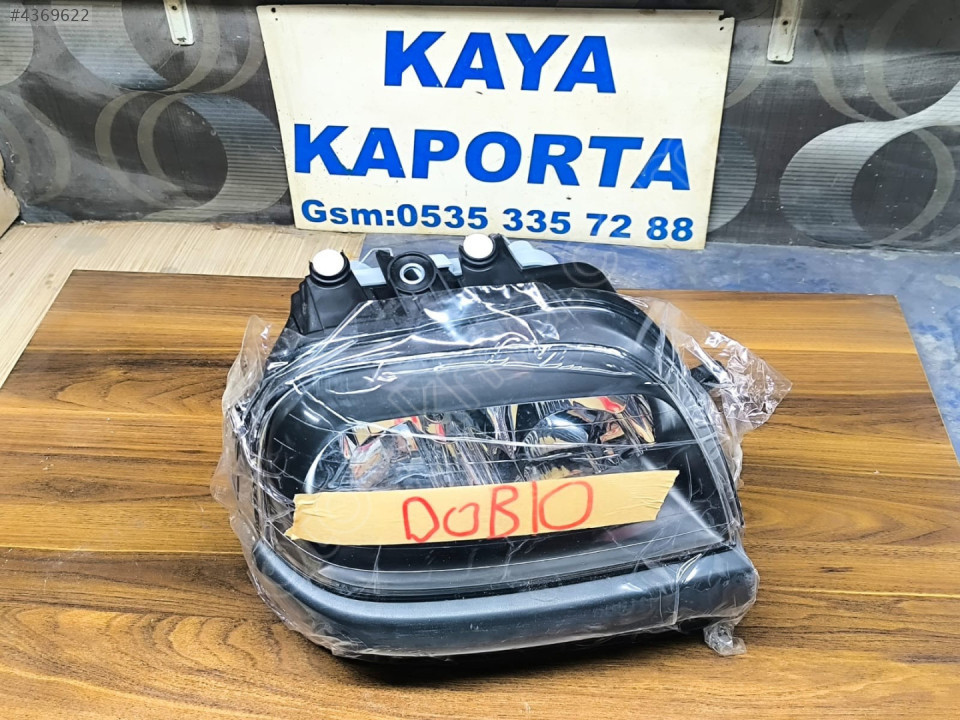 #4369622
KAYA
KAPORTA
Gsm:0535 335 72 88
DOBLO